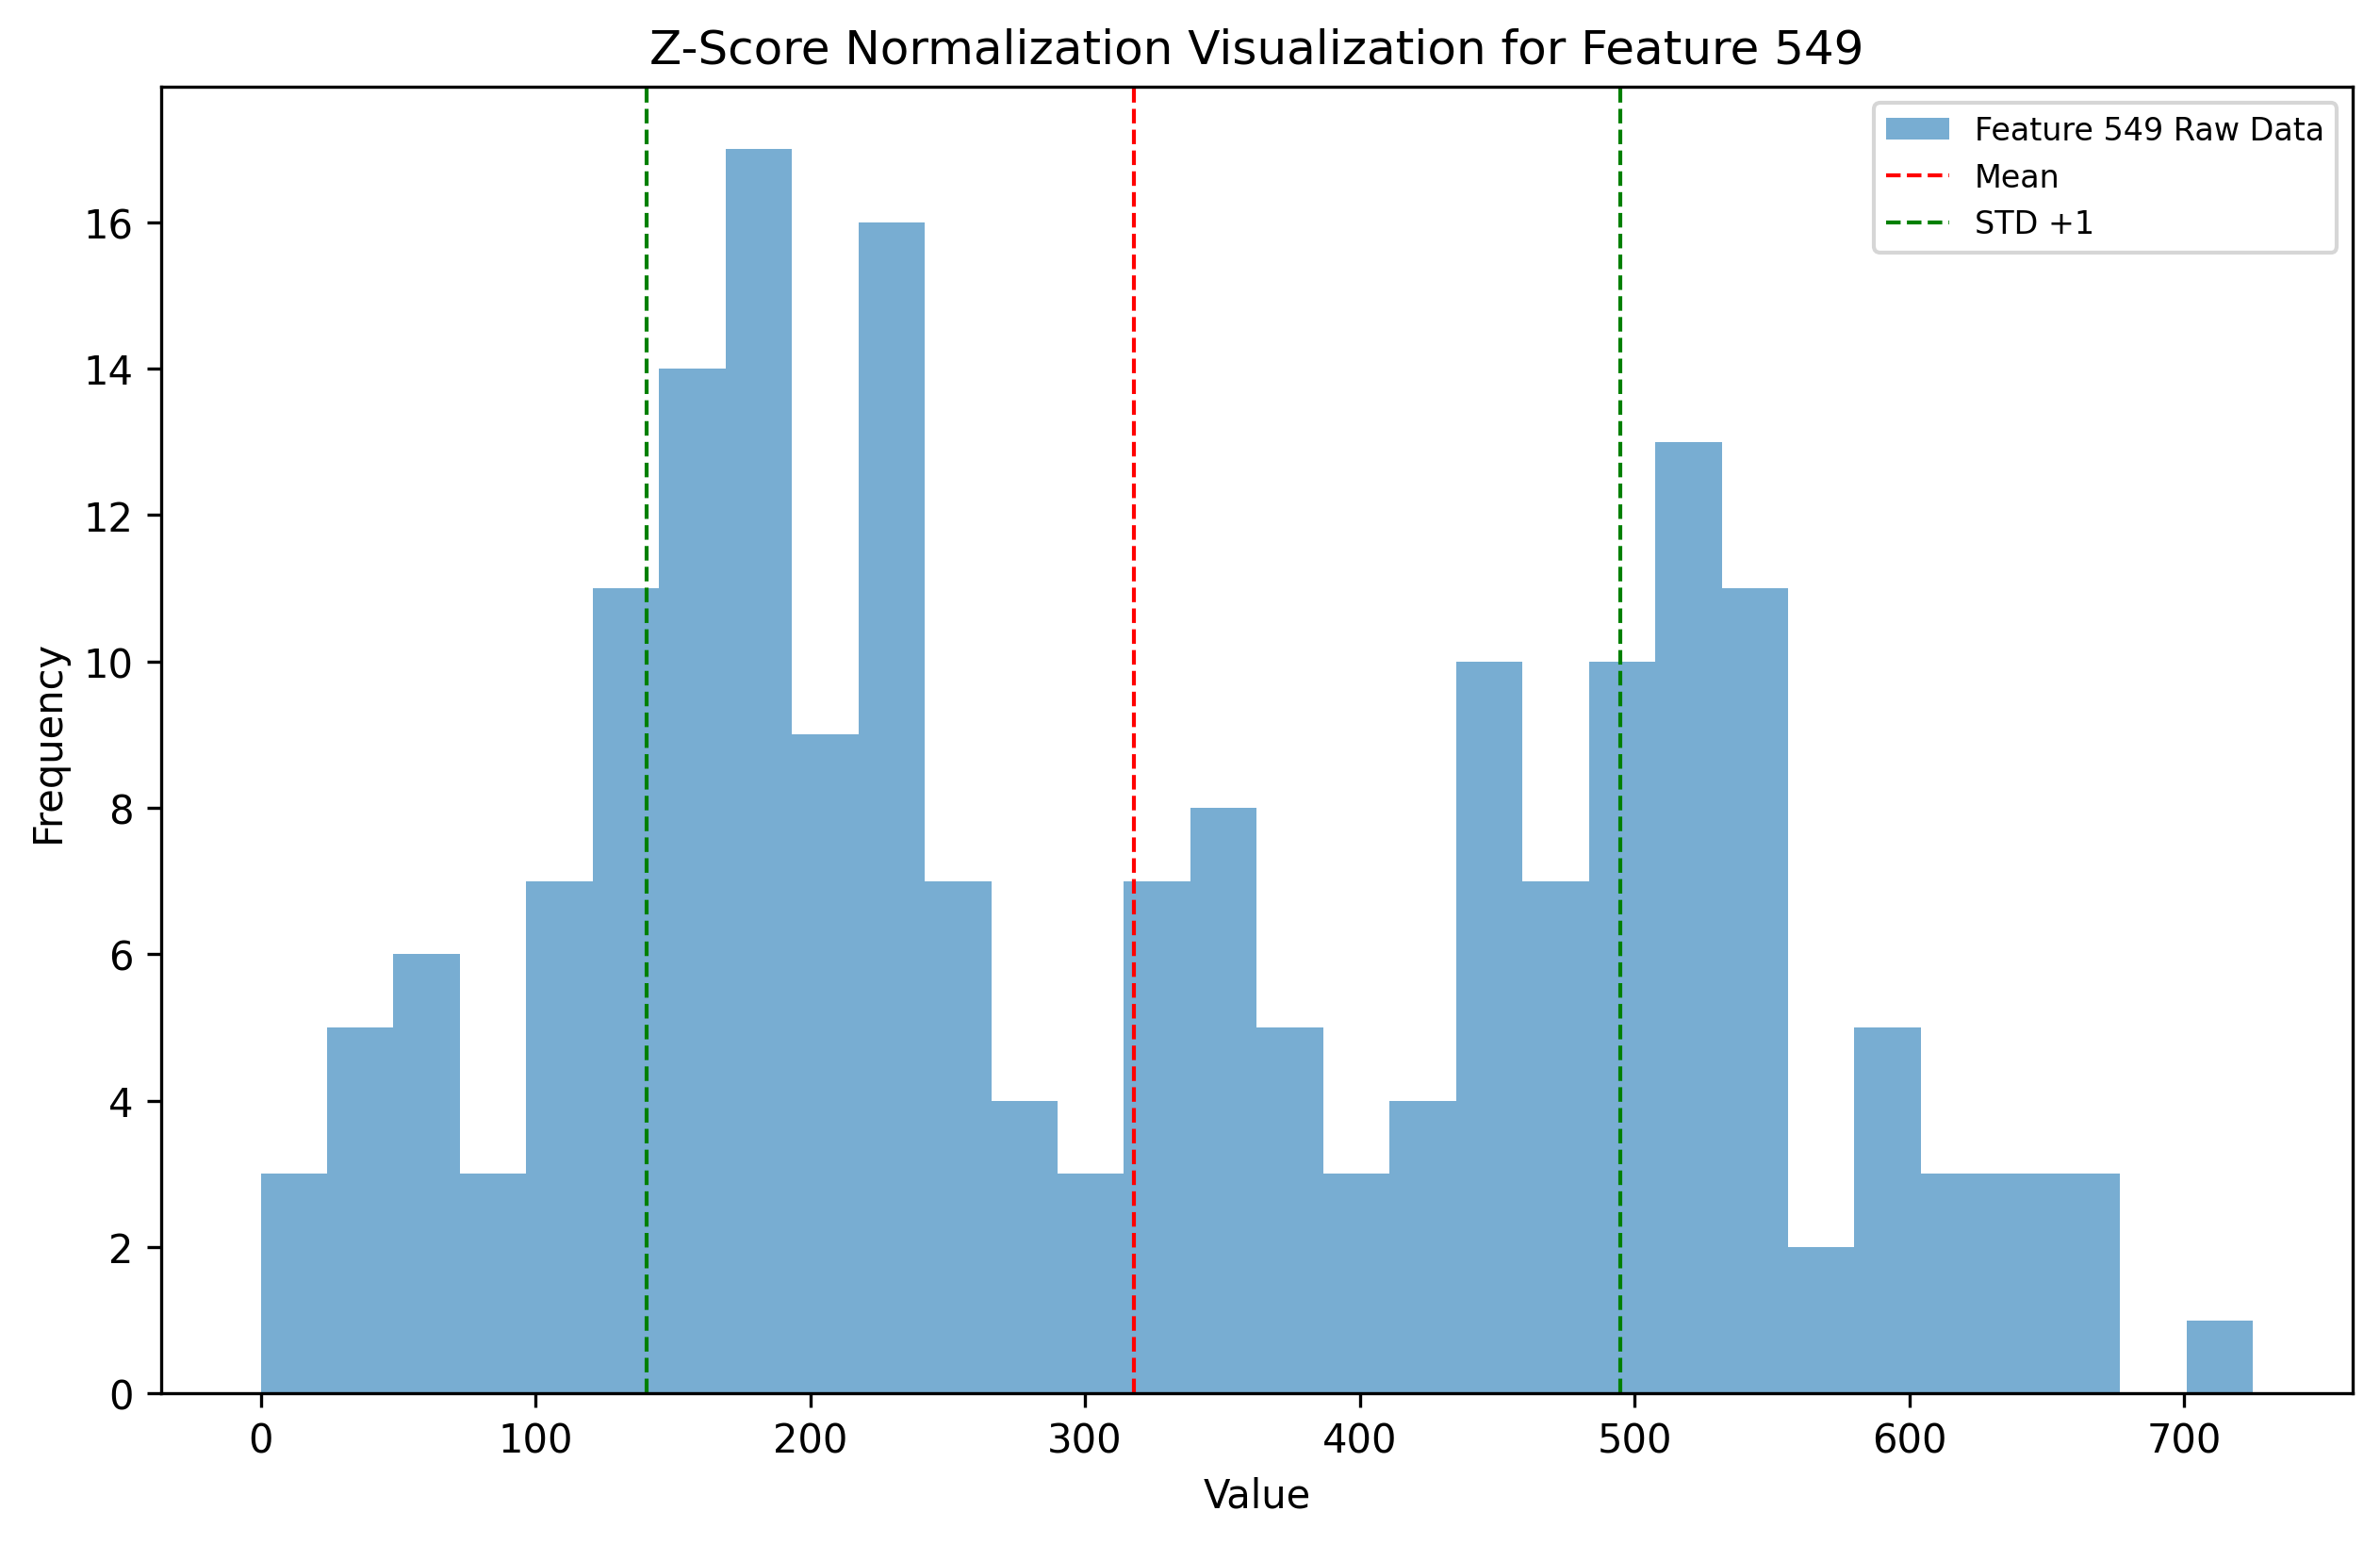 Z-Score Normalization Visualization for Feature 549
Feature 549 Raw Data
Mean
STD +1
16
14
12
10
8
6
4
2
0
Frequency
0 100 200 300 400 500 600 700
Value